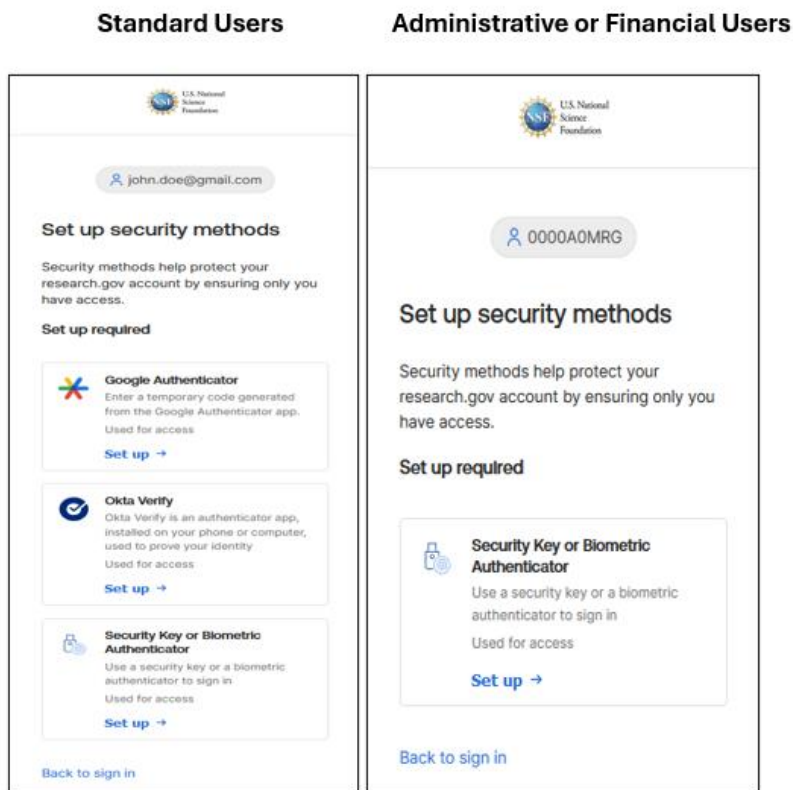 Standard Users
Administrative or Financial Users
U.S. National
Science
Foundation
NSF
john.doe@gmail.com
Set up security methods
Security methods help protect your
research.gov account by ensuring only you
have access.
Set up required
Google Authenticator
Enter a temporary code generated
from the Google Authenticator app.
Used for access
Set up →
Okta Verify
Okta Verify is an authenticator app,
installed on your phone or computer,
used to prove your identity
Used for access
Set up →
Security Key or Biometric
Authenticator
Use a security key or a biometric
authenticator to sign in
Used for access
Set up →
Back to sign in
NSF
U.S. National
Science
Foundation
0000A0MRG
Set up security methods
Security methods help protect your
research.gov account by ensuring only you
have access.
Set up required
Security Key or Biometric
Authenticator
Use a security key or a biometric
authenticator to sign in
Used for access
Set up →
Back to sign in